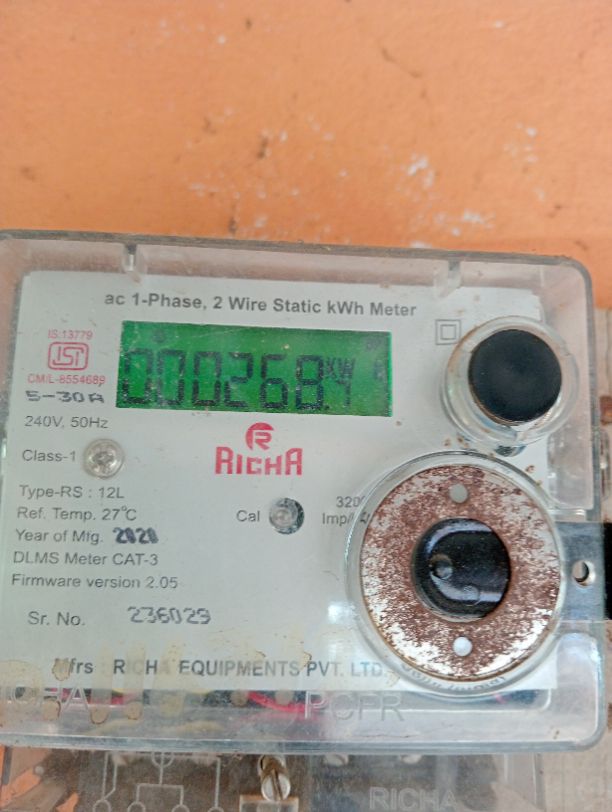 ac 1-Phase, 2 Wire Static kWh Meter
IS:13779
ISI
CM/L-8554689
5-30A
000268.4
KW
240V, 50Hz
RICHA
Class-1
Type-RS : 12L
Cal
Ref. Temp. 27°C
Year of Mfg. 2020
DLMS Meter CAT-3
Firmware version 2.05
Sr. No. 236029
Mfrs : RICHA EQUIPMENTS PVT. LTD.
RICHA